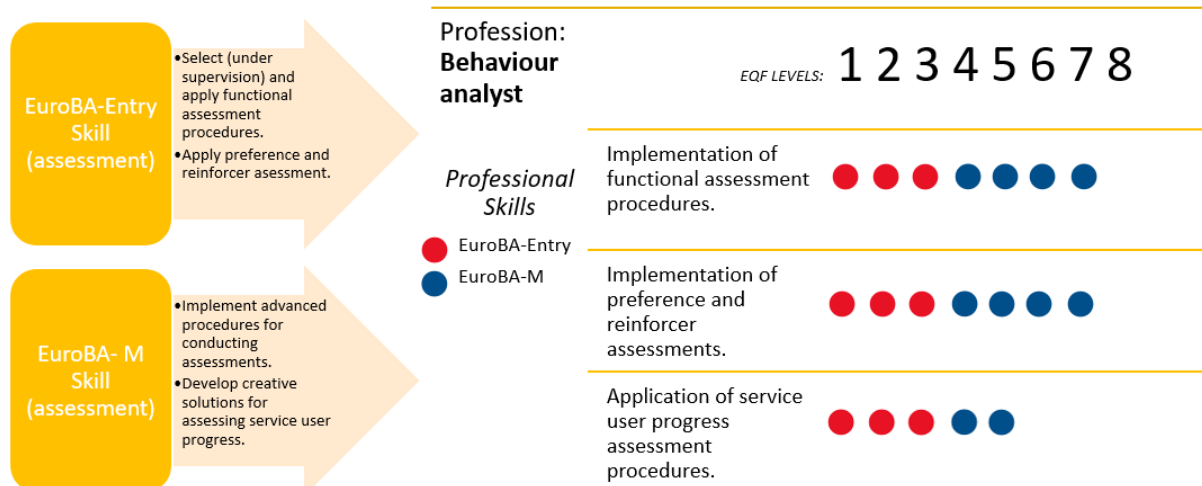 EuroBA-Entry
Skill
(assessment)
•Select (under
supervision) and
apply functional
assessment
procedures.
•Apply preference and
reinforcer asessment.
EuroBA- M
Skill
(assessment)
•Implement advanced
procedures for
conducting
assessments.
•Develop creative
solutions for
assessing service user
progress.
Profession:
Behaviour
analyst
EQF LEVELS: 1 2 3 4 5 6 7 8
Professional
Skills
EuroBA-Entry
EuroBA-M
Implementation of
functional assessment
procedures.
Implementation of
preference and
reinforcer
assessments.
Application of service
user progress
assessment
procedures.